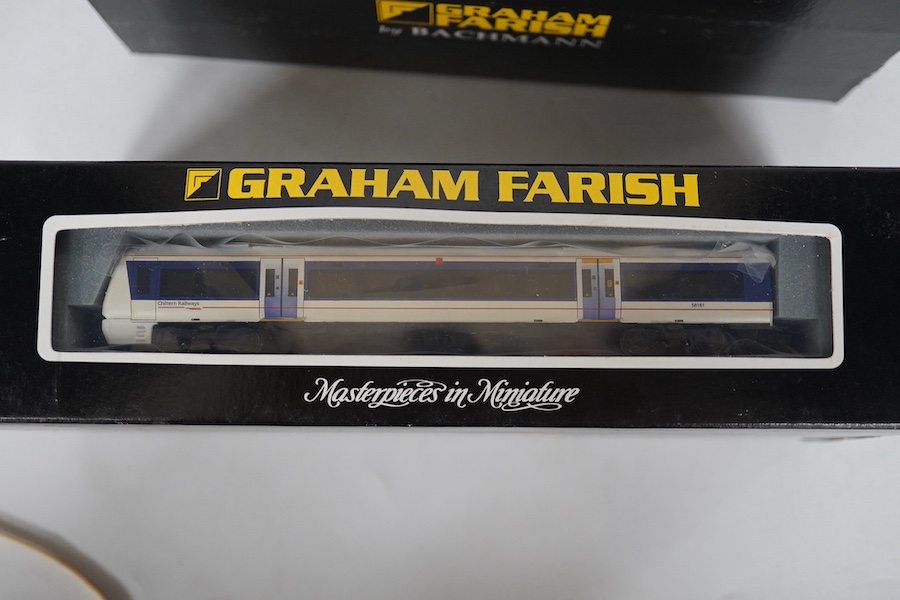 GRAHAM
FARISH
by BACHMANN
GRAHAM FARISH
Chiltern Railways
Masterpieces in Miniature